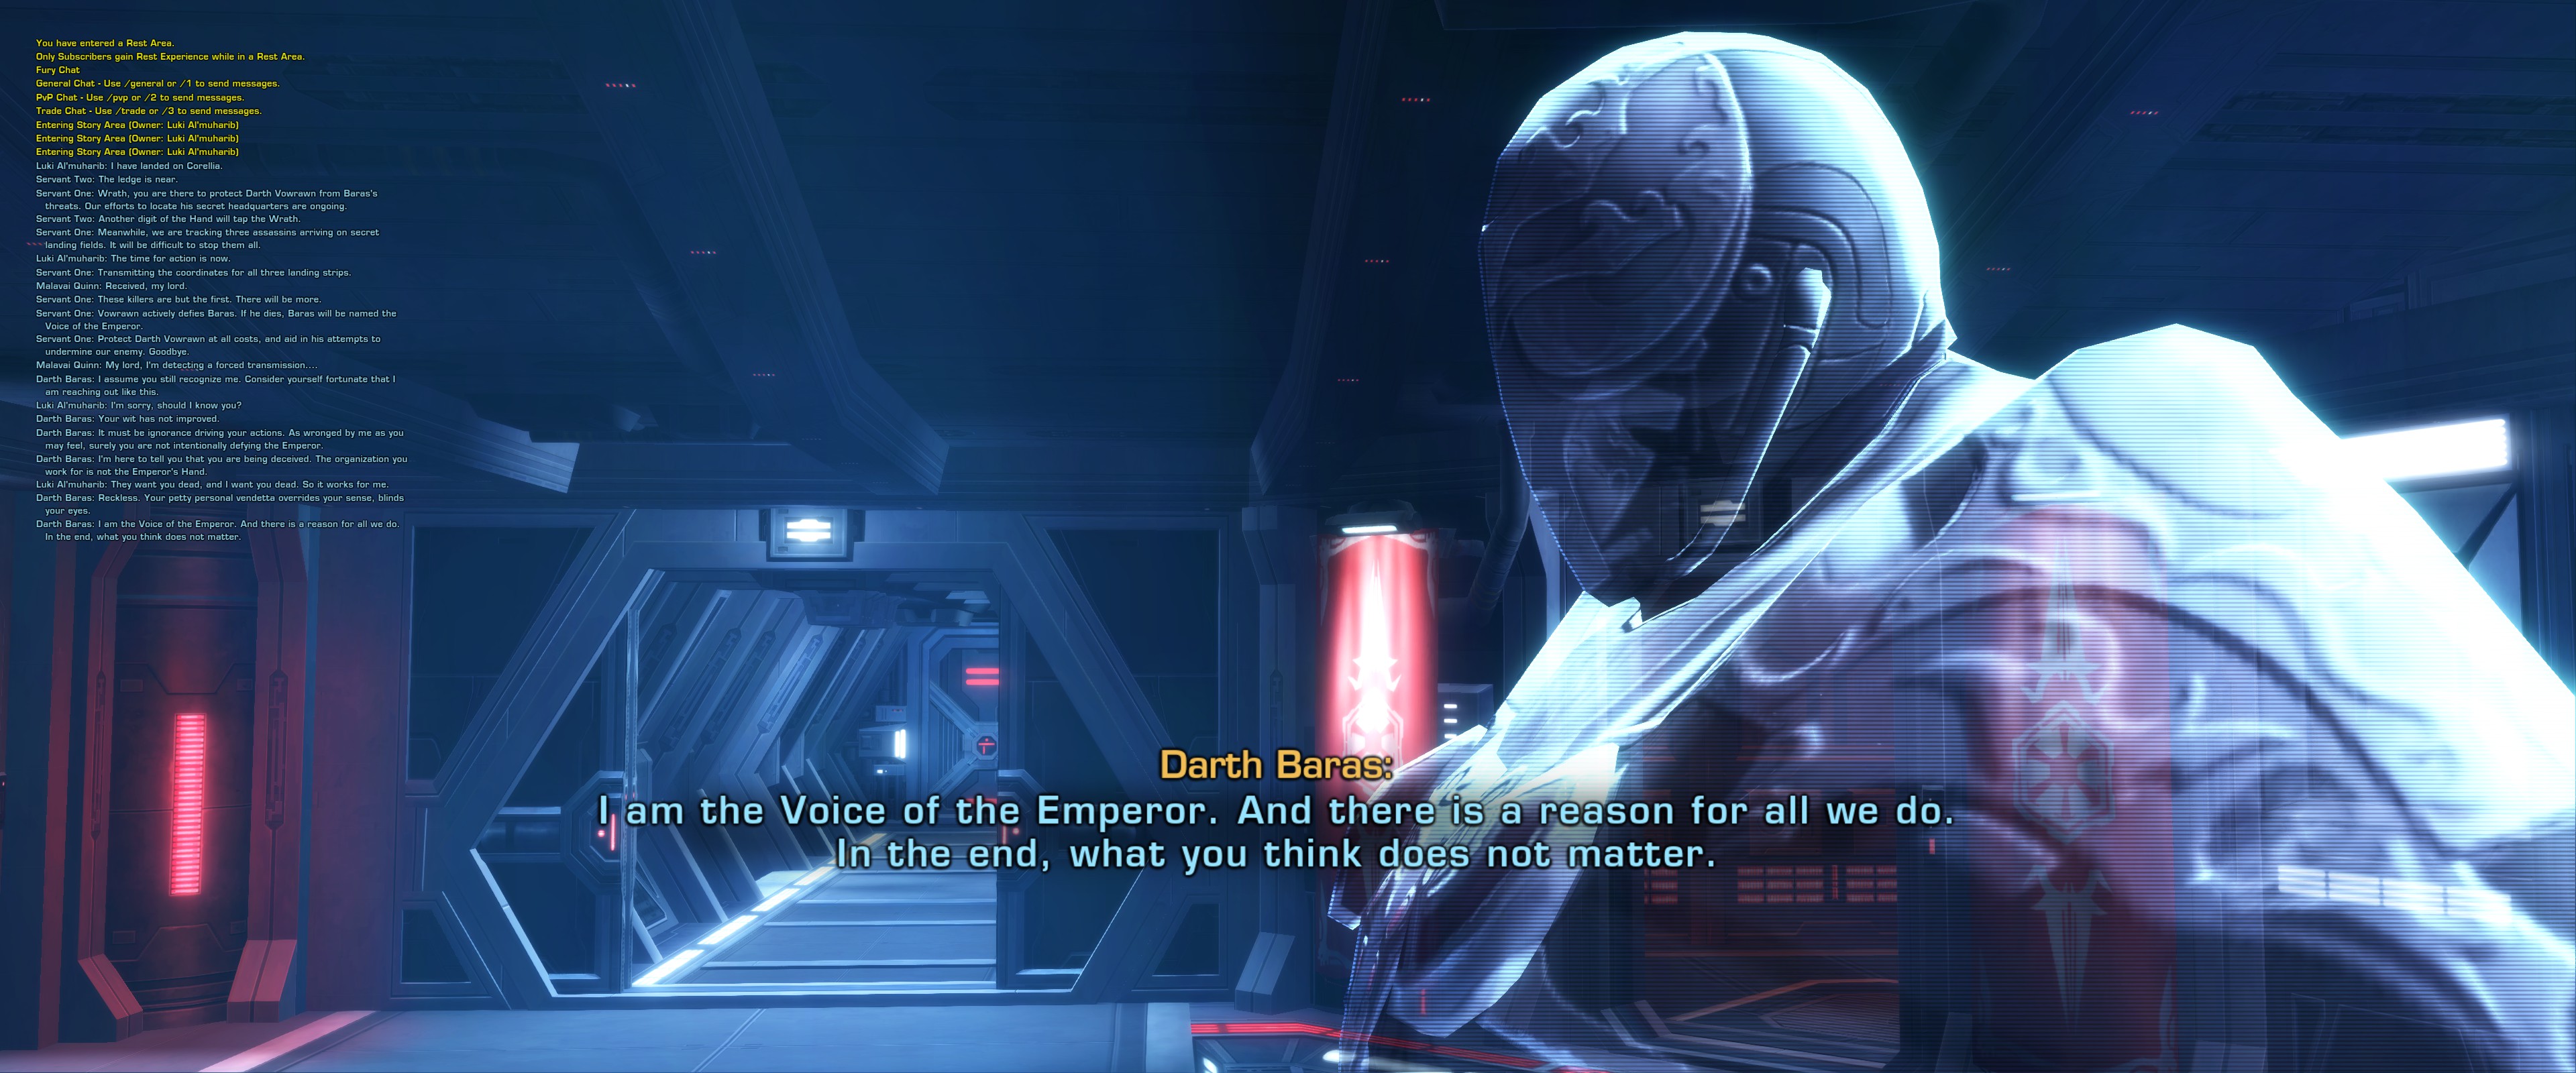 You have entered a Rest Area.
Only Subscribers gain Rest Experience while in a Rest Area.
Fury Chat
General Chat - Use /general or /1 to send messages.
PvP Chat - Use /pvp or /2 to send messages.
Trade Chat - Use /trade or /3 to send messages.
Entering Story Area (Owner: Luki Al'muharib)
Entering Story Area (Owner: Luki Al'muharib)
Entering Story Area (Owner: Luki Al'muharib)
Luki Al'muharib: I have landed on Corellia.
Servant Two: The ledge is near.
Servant One: Wrath, you are there to protect Darth Vowrawn from Baras's
threats. Our efforts to locate his secret headquarters are ongoing.
Servant Two: Another digit of the Hand will tap the Wrath.
Servant One: Meanwhile, we are tracking three assassins arriving on secret
landing fields. It will be difficult to stop them all.
Luki Al'muharib: The time for action is now.
Servant One: Transmitting the coordinates for all three landing strips.
Malavai Quinn: Received, my lord.
Servant One: These killers are but the first. There will be more.
Servant One: Vowrawn actively defies Baras. If he dies, Baras will be named the
Voice of the Emperor.
Servant One: Protect Darth Vowrawn at all costs, and aid in his attempts to
undermine our enemy. Goodbye.
Malavai Quinn: My lord, I'm detecting a forced transmission....
Darth Baras: I assume you still recognize me. Consider yourself fortunate that I
am reaching out like this.
Luki Al'muharib: I'm sorry, should I know you?
Darth Baras: Your wit has not improved.
Darth Baras: It must be ignorance driving your actions. As wronged by me as you
may feel, surely you are not intentionally defying the Emperor.
Darth Baras: I'm here to tell you that you are being deceived. The organization you
work for is not the Emperor's Hand.
Luki Al'muharib: They want you dead, and I want you dead. So it works for me.
Darth Baras: Reckless. Your petty personal vendetta overrides your sense, blinds
your eyes.
Darth Baras: I am the Voice of the Emperor. And there is a reason for all we do.
In the end, what you think does not matter.
Darth Baras:
I am the Voice of the Emperor. And there is a reason for all we do.
In the end, what you think does not matter.